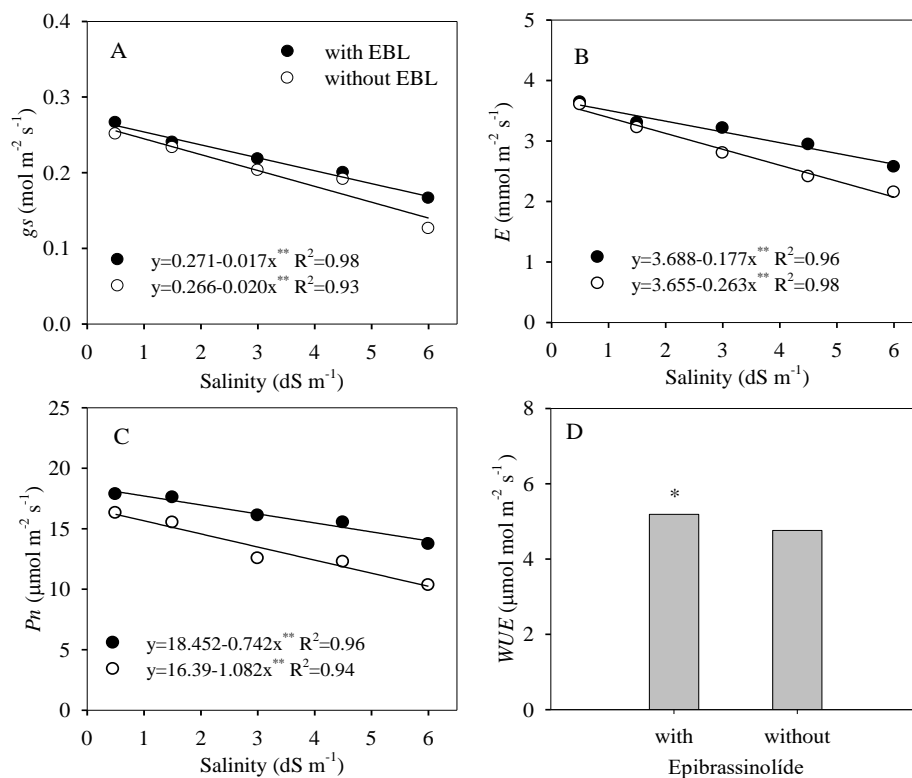 A
with EBL
without EBL
0.4
0.3
0.2
0.1
0.0
gs (mol m⁻² s⁻¹)
y=0.271-0.017x** R²=0.98
y=0.266-0.020x** R²=0.93
0 1 2 3 4 5 6
Salinity (dS m⁻¹)
B
5
4
3
2
1
0
E (mmol m⁻² s⁻¹)
y=3.688-0.177x** R²=0.96
y=3.655-0.263x** R²=0.98
0 1 2 3 4 5 6
Salinity (dS m⁻¹)
C
25
20
15
10
5
0
Pn (µmol m⁻² s⁻¹)
y=18.452-0.742x** R²=0.96
y=16.39-1.082x** R²=0.94
0 1 2 3 4 5 6
Salinity (dS m⁻¹)
D
8
6
4
2
0
WUE (µmol mol m⁻² s⁻¹)
*
with without
Epibrassinolíde